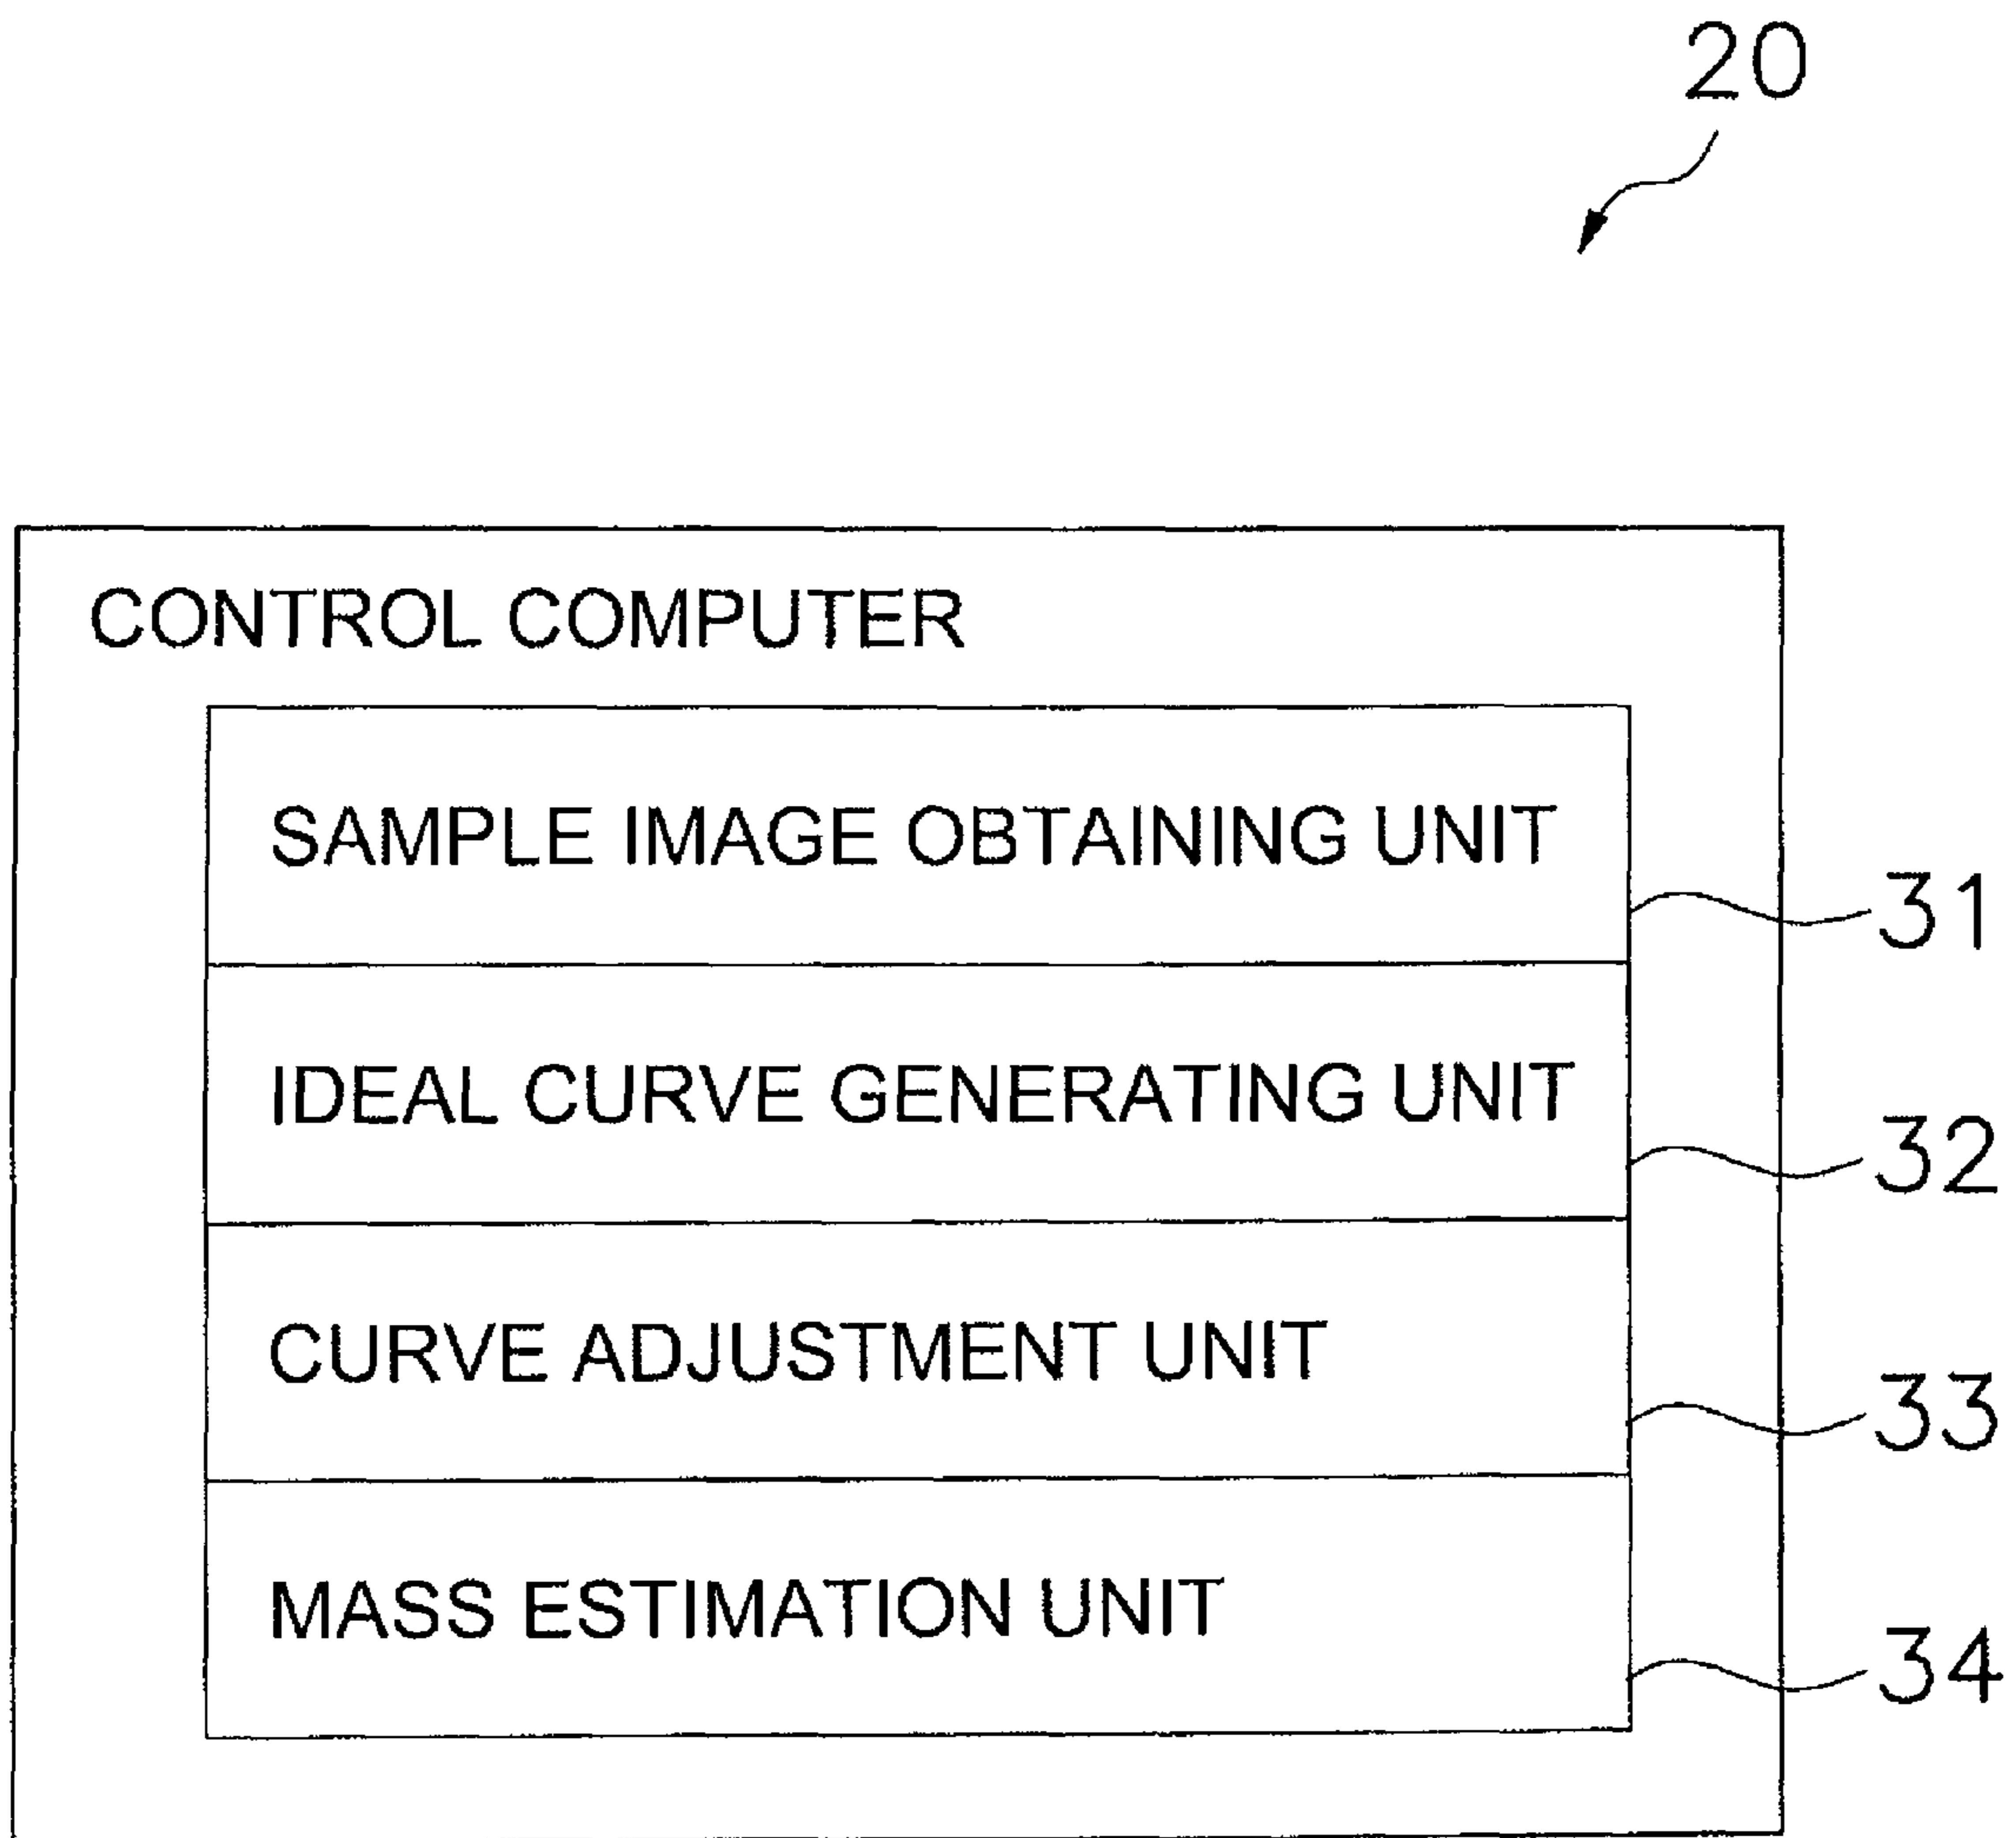 20
CONTROL COMPUTER
SAMPLE IMAGE OBTAINING UNIT
31
IDEAL CURVE GENERATING UNIT
32
CURVE ADJUSTMENT UNIT
33
MASS ESTIMATION UNIT
34